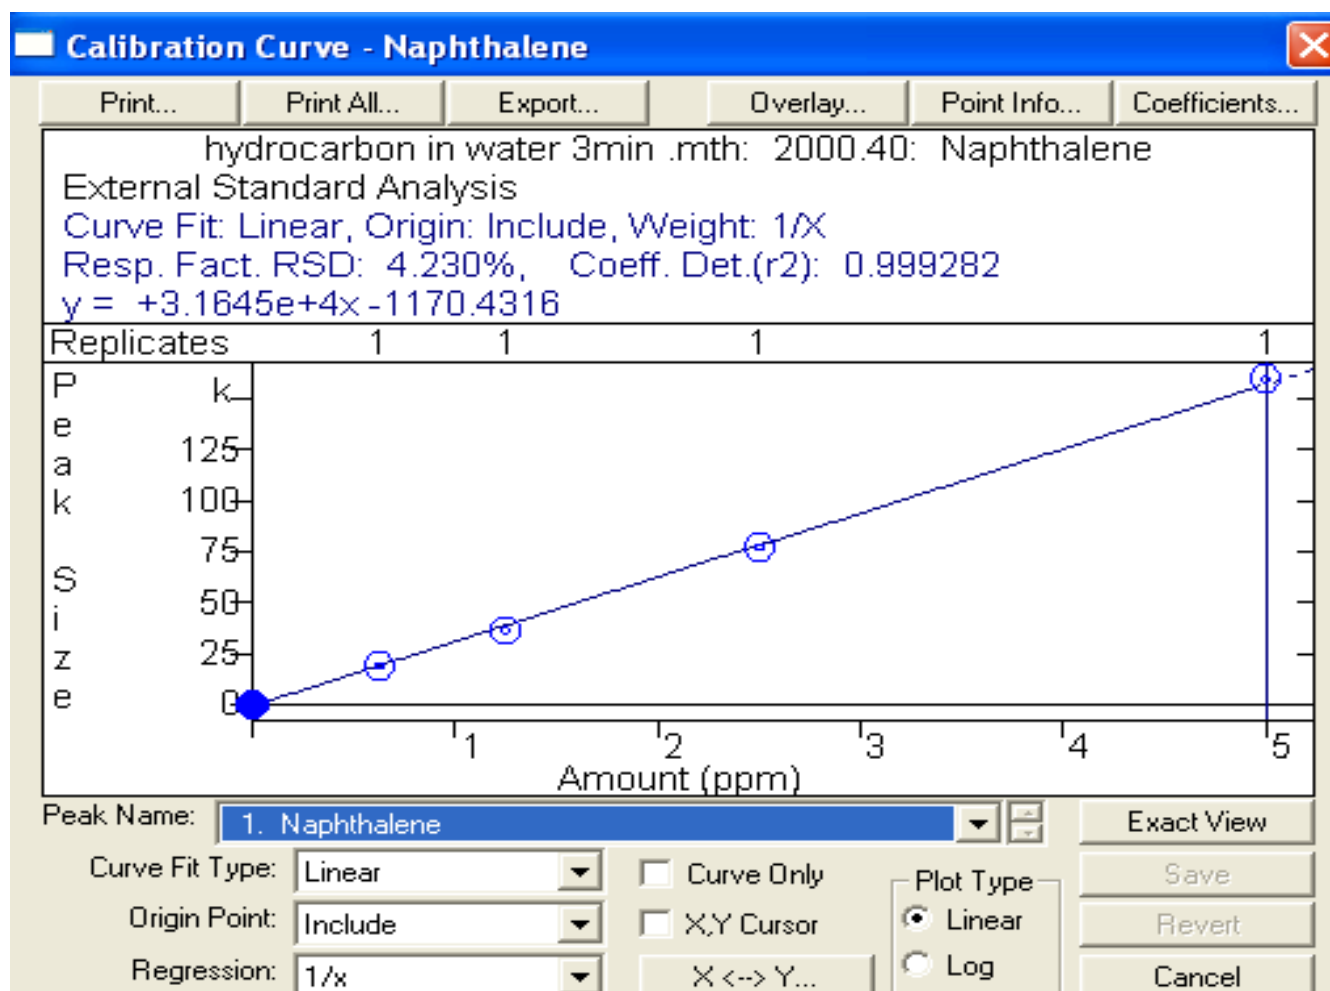 Calibration Curve - Naphthalene
Print... Print All... Export... Overlay... Point Info... Coefficients...
hydrocarbon in water 3min .mth: 2000.40: Naphthalene
External Standard Analysis
Curve Fit: Linear, Origin: Include, Weight: 1/X
Resp. Fact. RSD: 4.230%, Coeff. Det.(r2): 0.999282
y = +3.1645e+4x -1170.4316
Replicates 1 1 1 1
Peak Size
k
125
100
75
50
25
0
1 2 3 4 5
Amount (ppm)
Peak Name: 1. Naphthalene Exact View
Curve Fit Type: Linear Curve Only Plot Type Save
Origin Point: Include X,Y Cursor Linear Revert
Regression: 1/x X <--> Y... Log Cancel